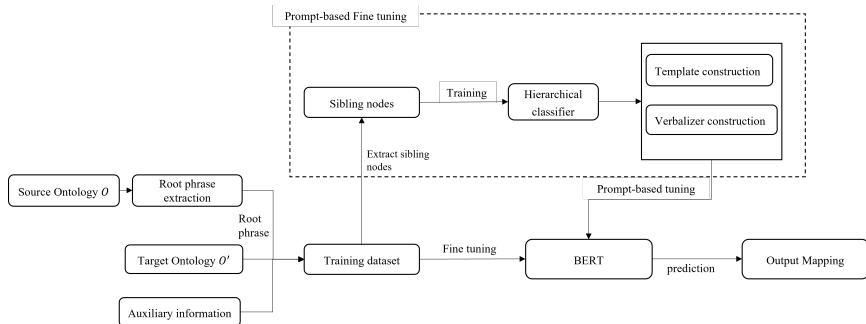 Prompt-based Fine tuning
Template construction
Sibling nodes
Training
Hierarchical
classifier
Verbalizer construction
Extract sibling
nodes
Source Ontology O
Root phrase
extraction
Prompt-based tuning
Root
phrase
Target Ontology O'
Training dataset
Fine tuning
BERT
prediction
Output Mapping
Auxiliary information